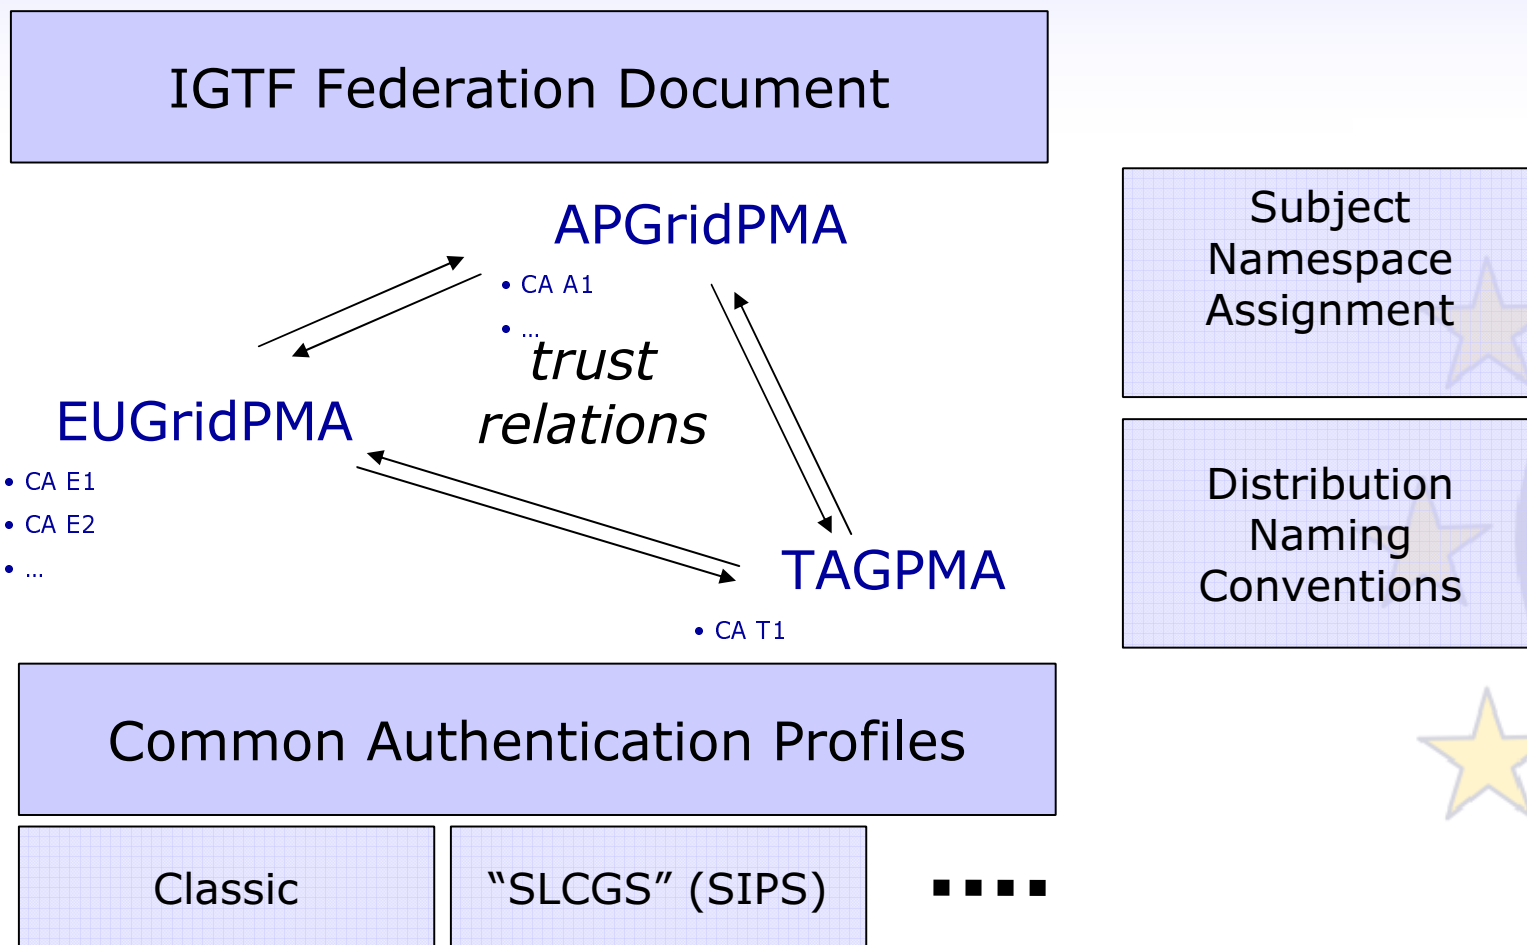 IGTF Federation Document
APGridPMA
• CA A1
• ...
trust
relations
EUGridPMA
• CA E1
• CA E2
• ...
TAGPMA
• CA T1
Subject
Namespace
Assignment
Distribution
Naming
Conventions
Common Authentication Profiles
Classic
“SLCGS” (SIPS)
....